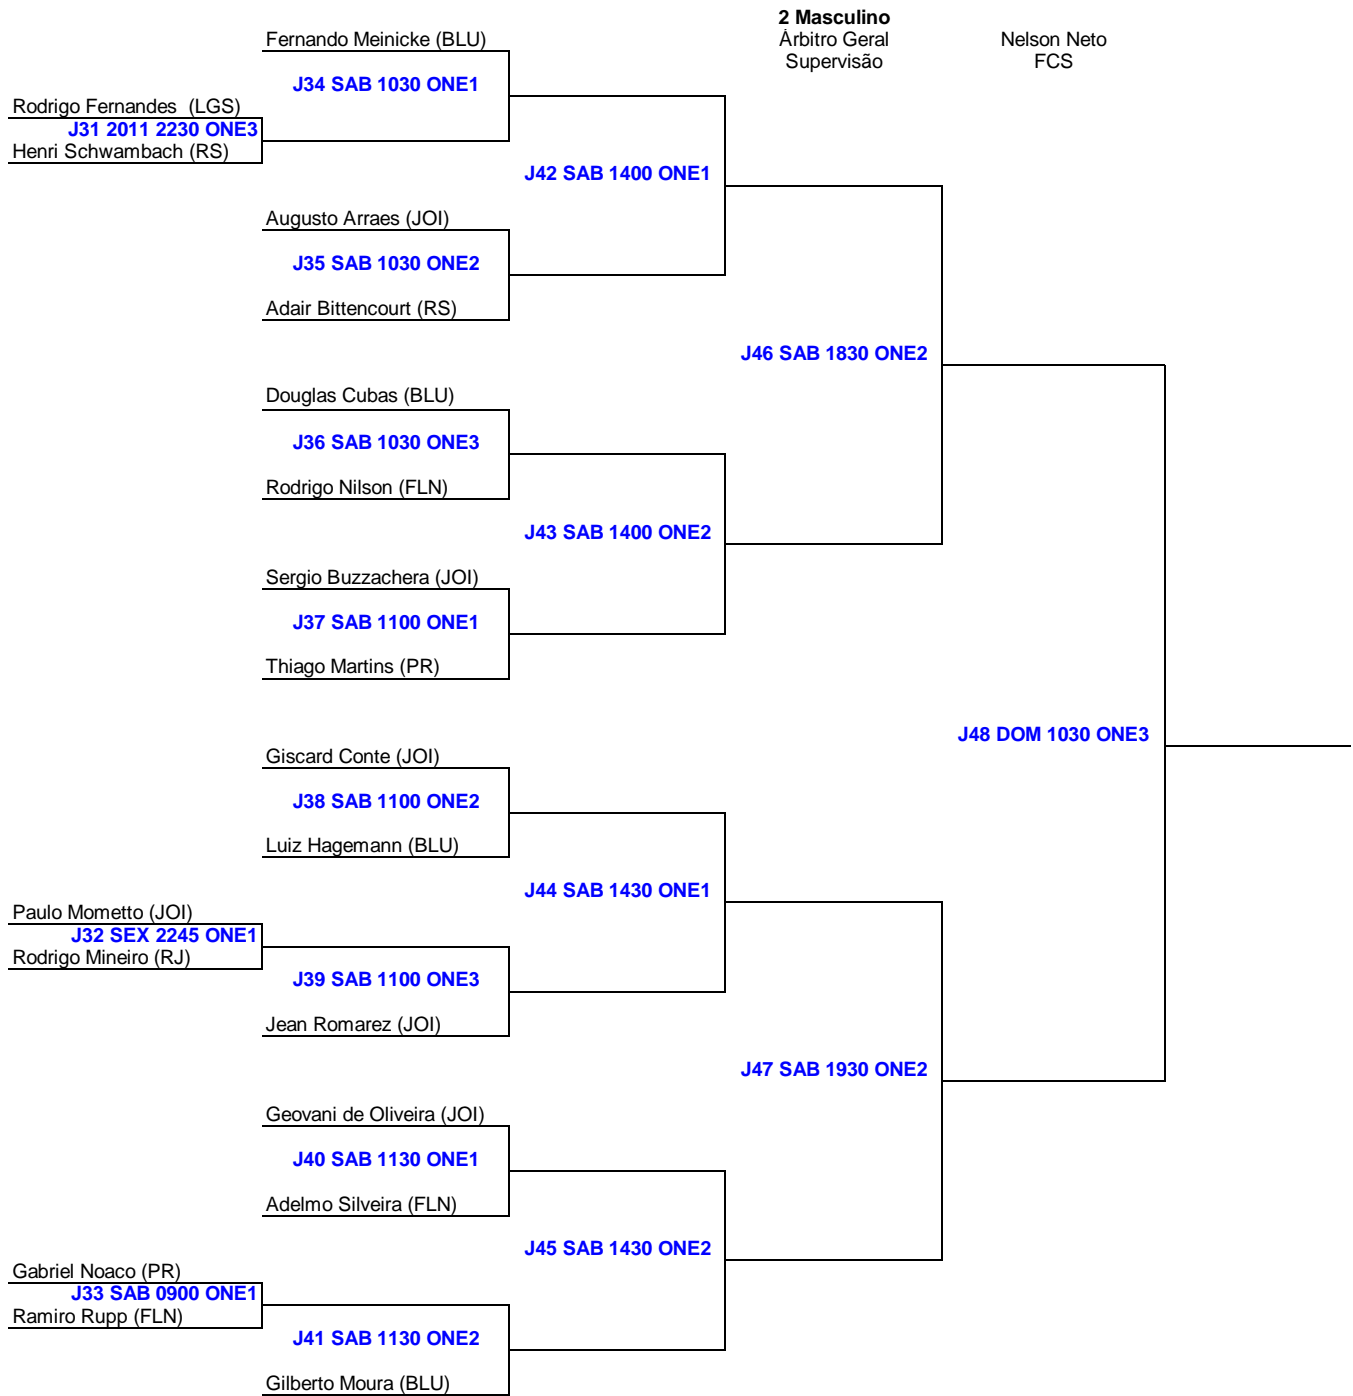 2 Masculino
Árbitro Geral Nelson Neto
Supervisão FCS
Fernando Meinicke (BLU)
J34 SAB 1030 ONE1
Rodrigo Fernandes (LGS)
J31 2011 2230 ONE3
Henri Schwambach (RS)
J42 SAB 1400 ONE1
Augusto Arraes (JOI)
J35 SAB 1030 ONE2
Adair Bittencourt (RS)
J46 SAB 1830 ONE2
Douglas Cubas (BLU)
J36 SAB 1030 ONE3
Rodrigo Nilson (FLN)
J43 SAB 1400 ONE2
Sergio Buzzachera (JOI)
J37 SAB 1100 ONE1
Thiago Martins (PR)
J48 DOM 1030 ONE3
Giscard Conte (JOI)
J38 SAB 1100 ONE2
Luiz Hagemann (BLU)
J44 SAB 1430 ONE1
Paulo Mometto (JOI)
J32 SEX 2245 ONE1
Rodrigo Mineiro (RJ)
J39 SAB 1100 ONE3
Jean Romarez (JOI)
J47 SAB 1930 ONE2
Geovani de Oliveira (JOI)
J40 SAB 1130 ONE1
Adelmo Silveira (FLN)
J45 SAB 1430 ONE2
Gabriel Noaco (PR)
J33 SAB 0900 ONE1
Ramiro Rupp (FLN)
J41 SAB 1130 ONE2
Gilberto Moura (BLU)